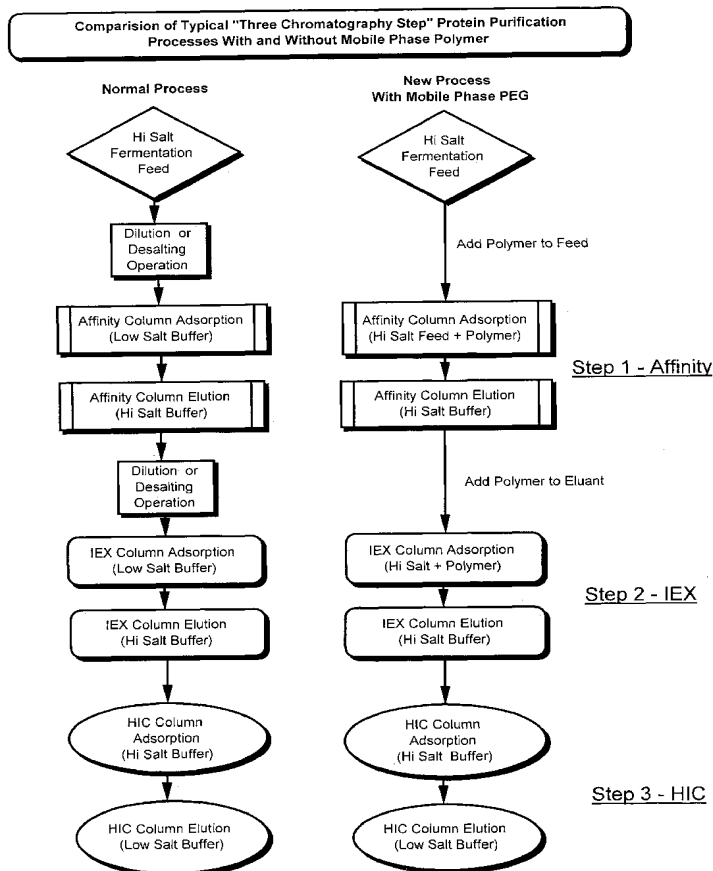 Comparision of Typical "Three Chromatography Step" Protein Purification
Processes With and Without Mobile Phase Polymer
Normal Process
Hi Salt
Fermentation
Feed
Dilution or
Desalting
Operation
Affinity Column Adsorption
(Low Salt Buffer)
Affinity Column Elution
(Hi Salt Buffer)
Dilution or
Desalting
Operation
IEX Column Adsorption
(Low Salt Buffer)
IEX Column Elution
(Hi Salt Buffer)
HIC Column
Adsorption
(Hi Salt Buffer)
HIC Column Elution
(Low Salt Buffer)
New Process
With Mobile Phase PEG
Hi Salt
Fermentation
Feed
Add Polymer to Feed
Affinity Column Adsorption
(Hi Salt Feed + Polymer)
Affinity Column Elution
(Hi Salt Buffer)
Add Polymer to Eluant
IEX Column Adsorption
(Hi Salt + Polymer)
IEX Column Elution
(Hi Salt Buffer)
HIC Column
Adsorption
(Hi Salt Buffer)
HIC Column Elution
(Low Salt Buffer)
Step 1 - Affinity
Step 2 - IEX
Step 3 - HIC